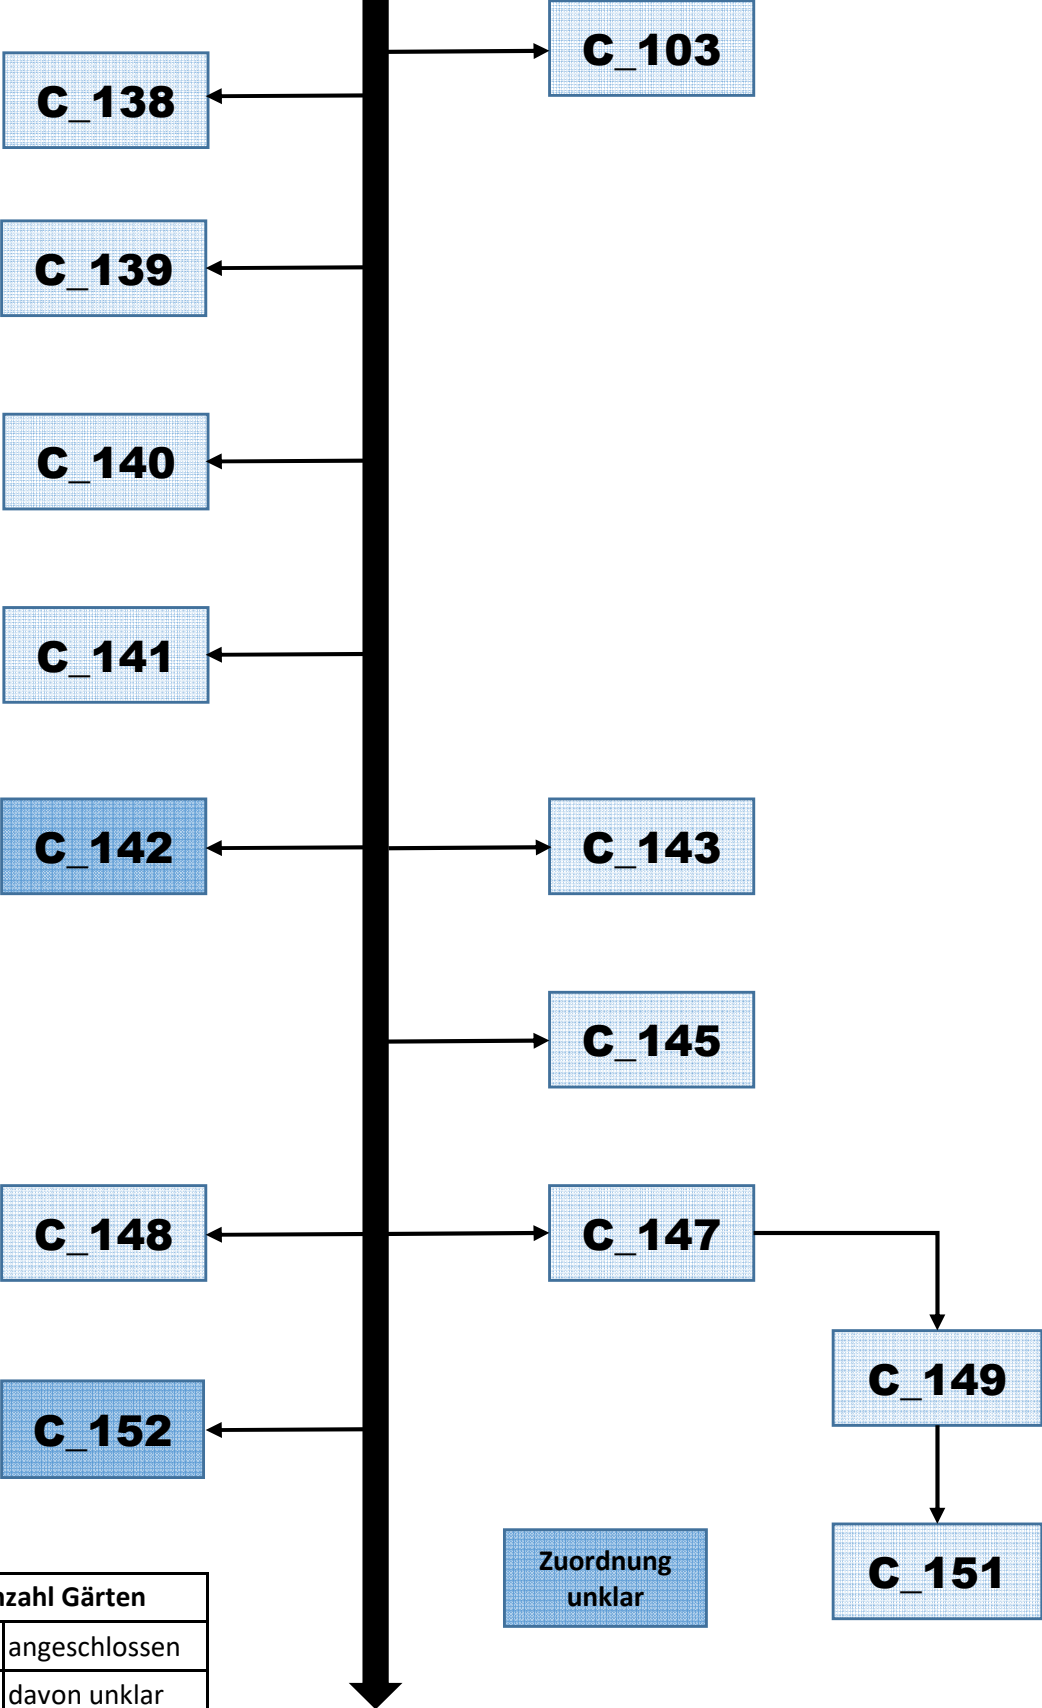 C_103
C_138
C_139
C_140
C_141
C_142
C_143
C_145
C_148
C_147
C_149
C_152
C_151
Zuordnung
unklar
nzahl Gärten
angeschlossen
davon unklar